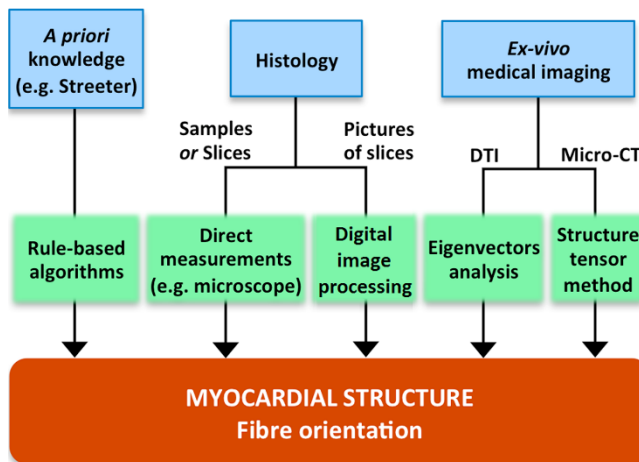 A priori
knowledge
(e.g. Streeter)
Histology
Ex-vivo
medical imaging
Samples
or Slices
Pictures
of slices
DTI
Micro-CT
Rule-based
algorithms
Direct
measurements
(e.g. microscope)
Digital
image
processing
Eigenvectors
analysis
Structure
tensor
method
MYOCARDIAL STRUCTURE
Fibre orientation